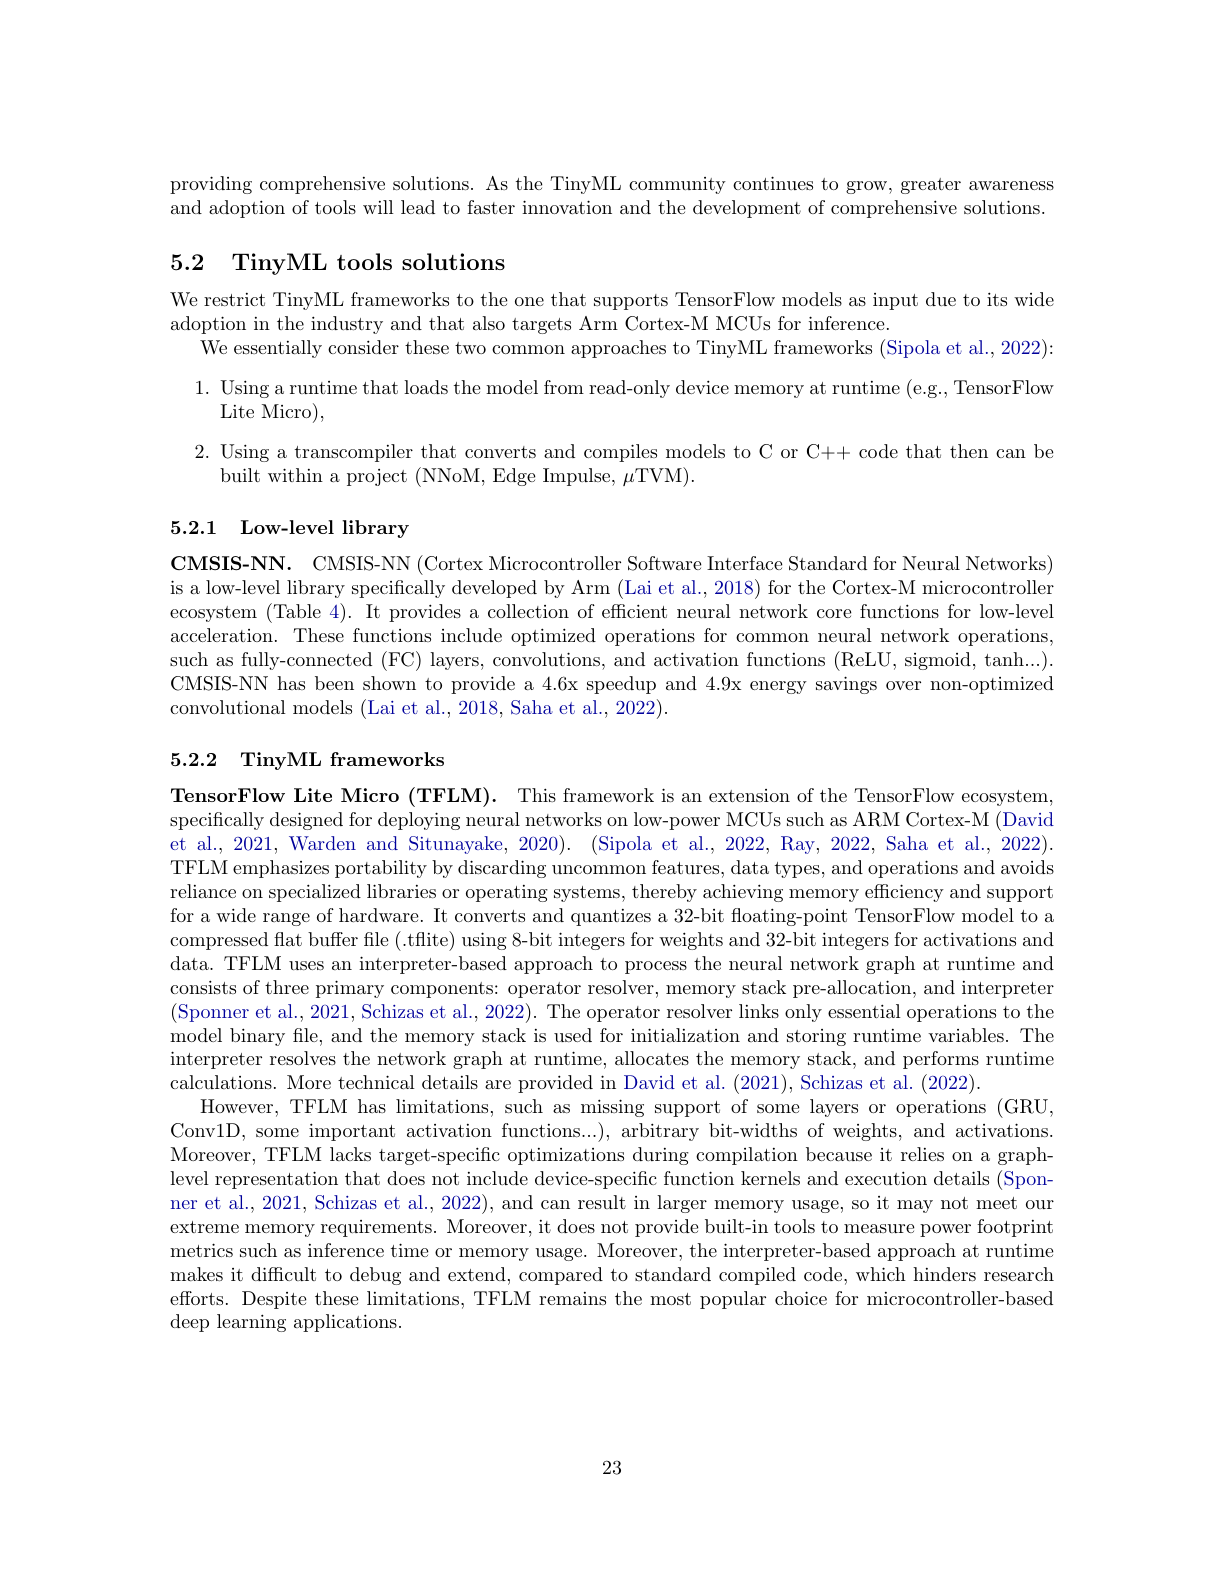 providing comprehensive solutions. As the TinyML community continues to grow, greater awareness
and adoption of tools will lead to faster innovation and the development of comprehensive solutions.
5.2 TinyML tools solutions
We restrict TinyML frameworks to the one that supports TensorFlow models as input due to its wide
adoption in the industry and that also targets Arm Cortex-M MCUs for inference.
We essentially consider these two common approaches to TinyML frameworks (Sipola et al., 2022):
1. Using a runtime that loads the model from read-only device memory at runtime (e.g., TensorFlow
Lite Micro),
2. Using a transcompiler that converts and compiles models to C or C++ code that then can be
built within a project (NNoM, Edge Impulse, μTVM).
5.2.1 Low-level library
CMSIS-NN. CMSIS-NN (Cortex Microcontroller Software Interface Standard for Neural Networks)
is a low-level library specifically developed by Arm (Lai et al., 2018) for the Cortex-M microcontroller
ecosystem (Table 4). It provides a collection of efficient neural network core functions for low-level
acceleration. These functions include optimized operations for common neural network operations,
such as fully-connected (FC) layers, convolutions, and activation functions (ReLU, sigmoid, tanh...).
CMSIS-NN has been shown to provide a 4.6x speedup and 4.9x energy savings over non-optimized
convolutional models (Lai et al., 2018, Saha et al., 2022).
5.2.2 TinyML frameworks
TensorFlow Lite Micro (TFLM). This framework is an extension of the TensorFlow ecosystem,
specifically designed for deploying neural networks on low-power MCUs such as ARM Cortex-M (David
et al., 2021, Warden and Situnayake, 2020). (Sipola et al., 2022, Ray, 2022, Saha et al., 2022).
TFLM emphasizes portability by discarding uncommon features, data types, and operations and avoids
reliance on specialized libraries or operating systems, thereby achieving memory efficiency and support
for a wide range of hardware. It converts and quantizes a 32-bit floating-point TensorFlow model to a
compressed flat buffer file (.tflite) using 8-bit integers for weights and 32-bit integers for activations and
data. TFLM uses an interpreter-based approach to process the neural network graph at runtime and
consists of three primary components: operator resolver, memory stack pre-allocation, and interpreter
(Sponner et al., 2021, Schizas et al., 2022). The operator resolver links only essential operations to the
model binary file, and the memory stack is used for initialization and storing runtime variables. The
interpreter resolves the network graph at runtime, allocates the memory stack, and performs runtime
calculations. More technical details are provided in David et al. (2021), Schizas et al. (2022).
However, TFLM has limitations, such as missing support of some layers or operations (GRU,
Conv1D, some important activation functions...), arbitrary bit-widths of weights, and activations.
Moreover, TFLM lacks target-specific optimizations during compilation because it relies on a graph-
level representation that does not include device-specific function kernels and execution details (Spon-
ner et al., 2021, Schizas et al., 2022), and can result in larger memory usage, so it may not meet our
extreme memory requirements. Moreover, it does not provide built-in tools to measure power footprint
metrics such as inference time or memory usage. Moreover, the interpreter-based approach at runtime
makes it difficult to debug and extend, compared to standard compiled code, which hinders research
efforts. Despite these limitations, TFLM remains the most popular choice for microcontroller-based
deep learning applications.
23